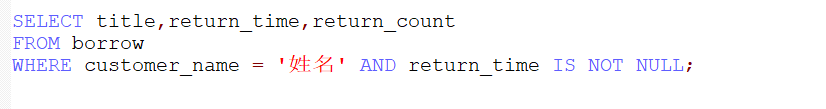 SELECT title,return_time,return_count
FROM borrow
WHERE customer_name = '姓名' AND return_time IS NOT NULL;